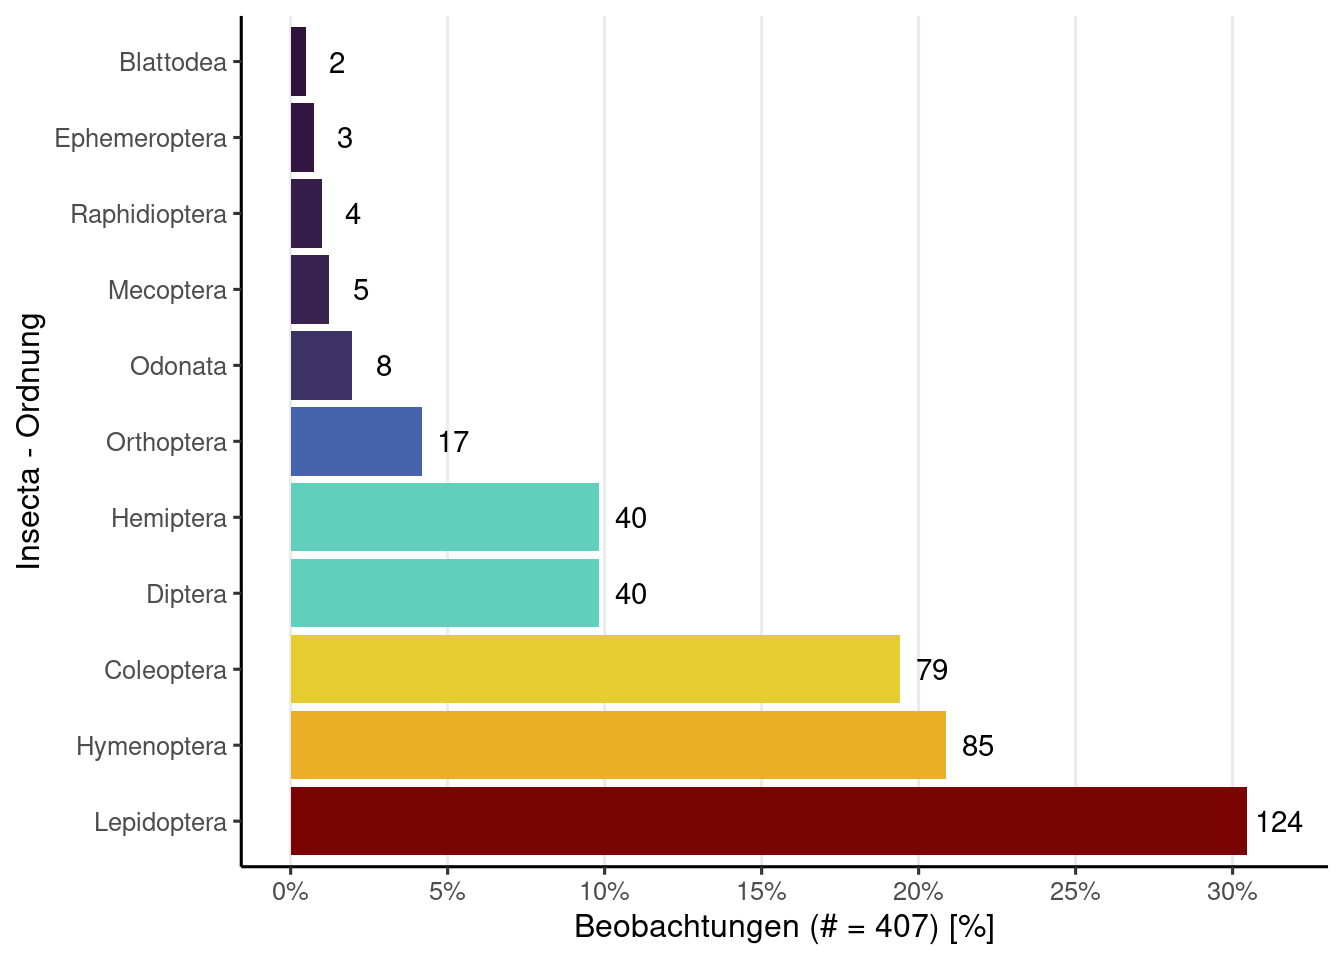 Insecta - Ordnung
Blattodea 2
Ephemeroptera 3
Raphidioptera 4
Mecoptera 5
Odonata 8
Orthoptera 17
Hemiptera 40
Diptera 40
Coleoptera 79
Hymenoptera 85
Lepidoptera 124
0% 5% 10% 15% 20% 25% 30%
Beobachtungen (# = 407) [%]